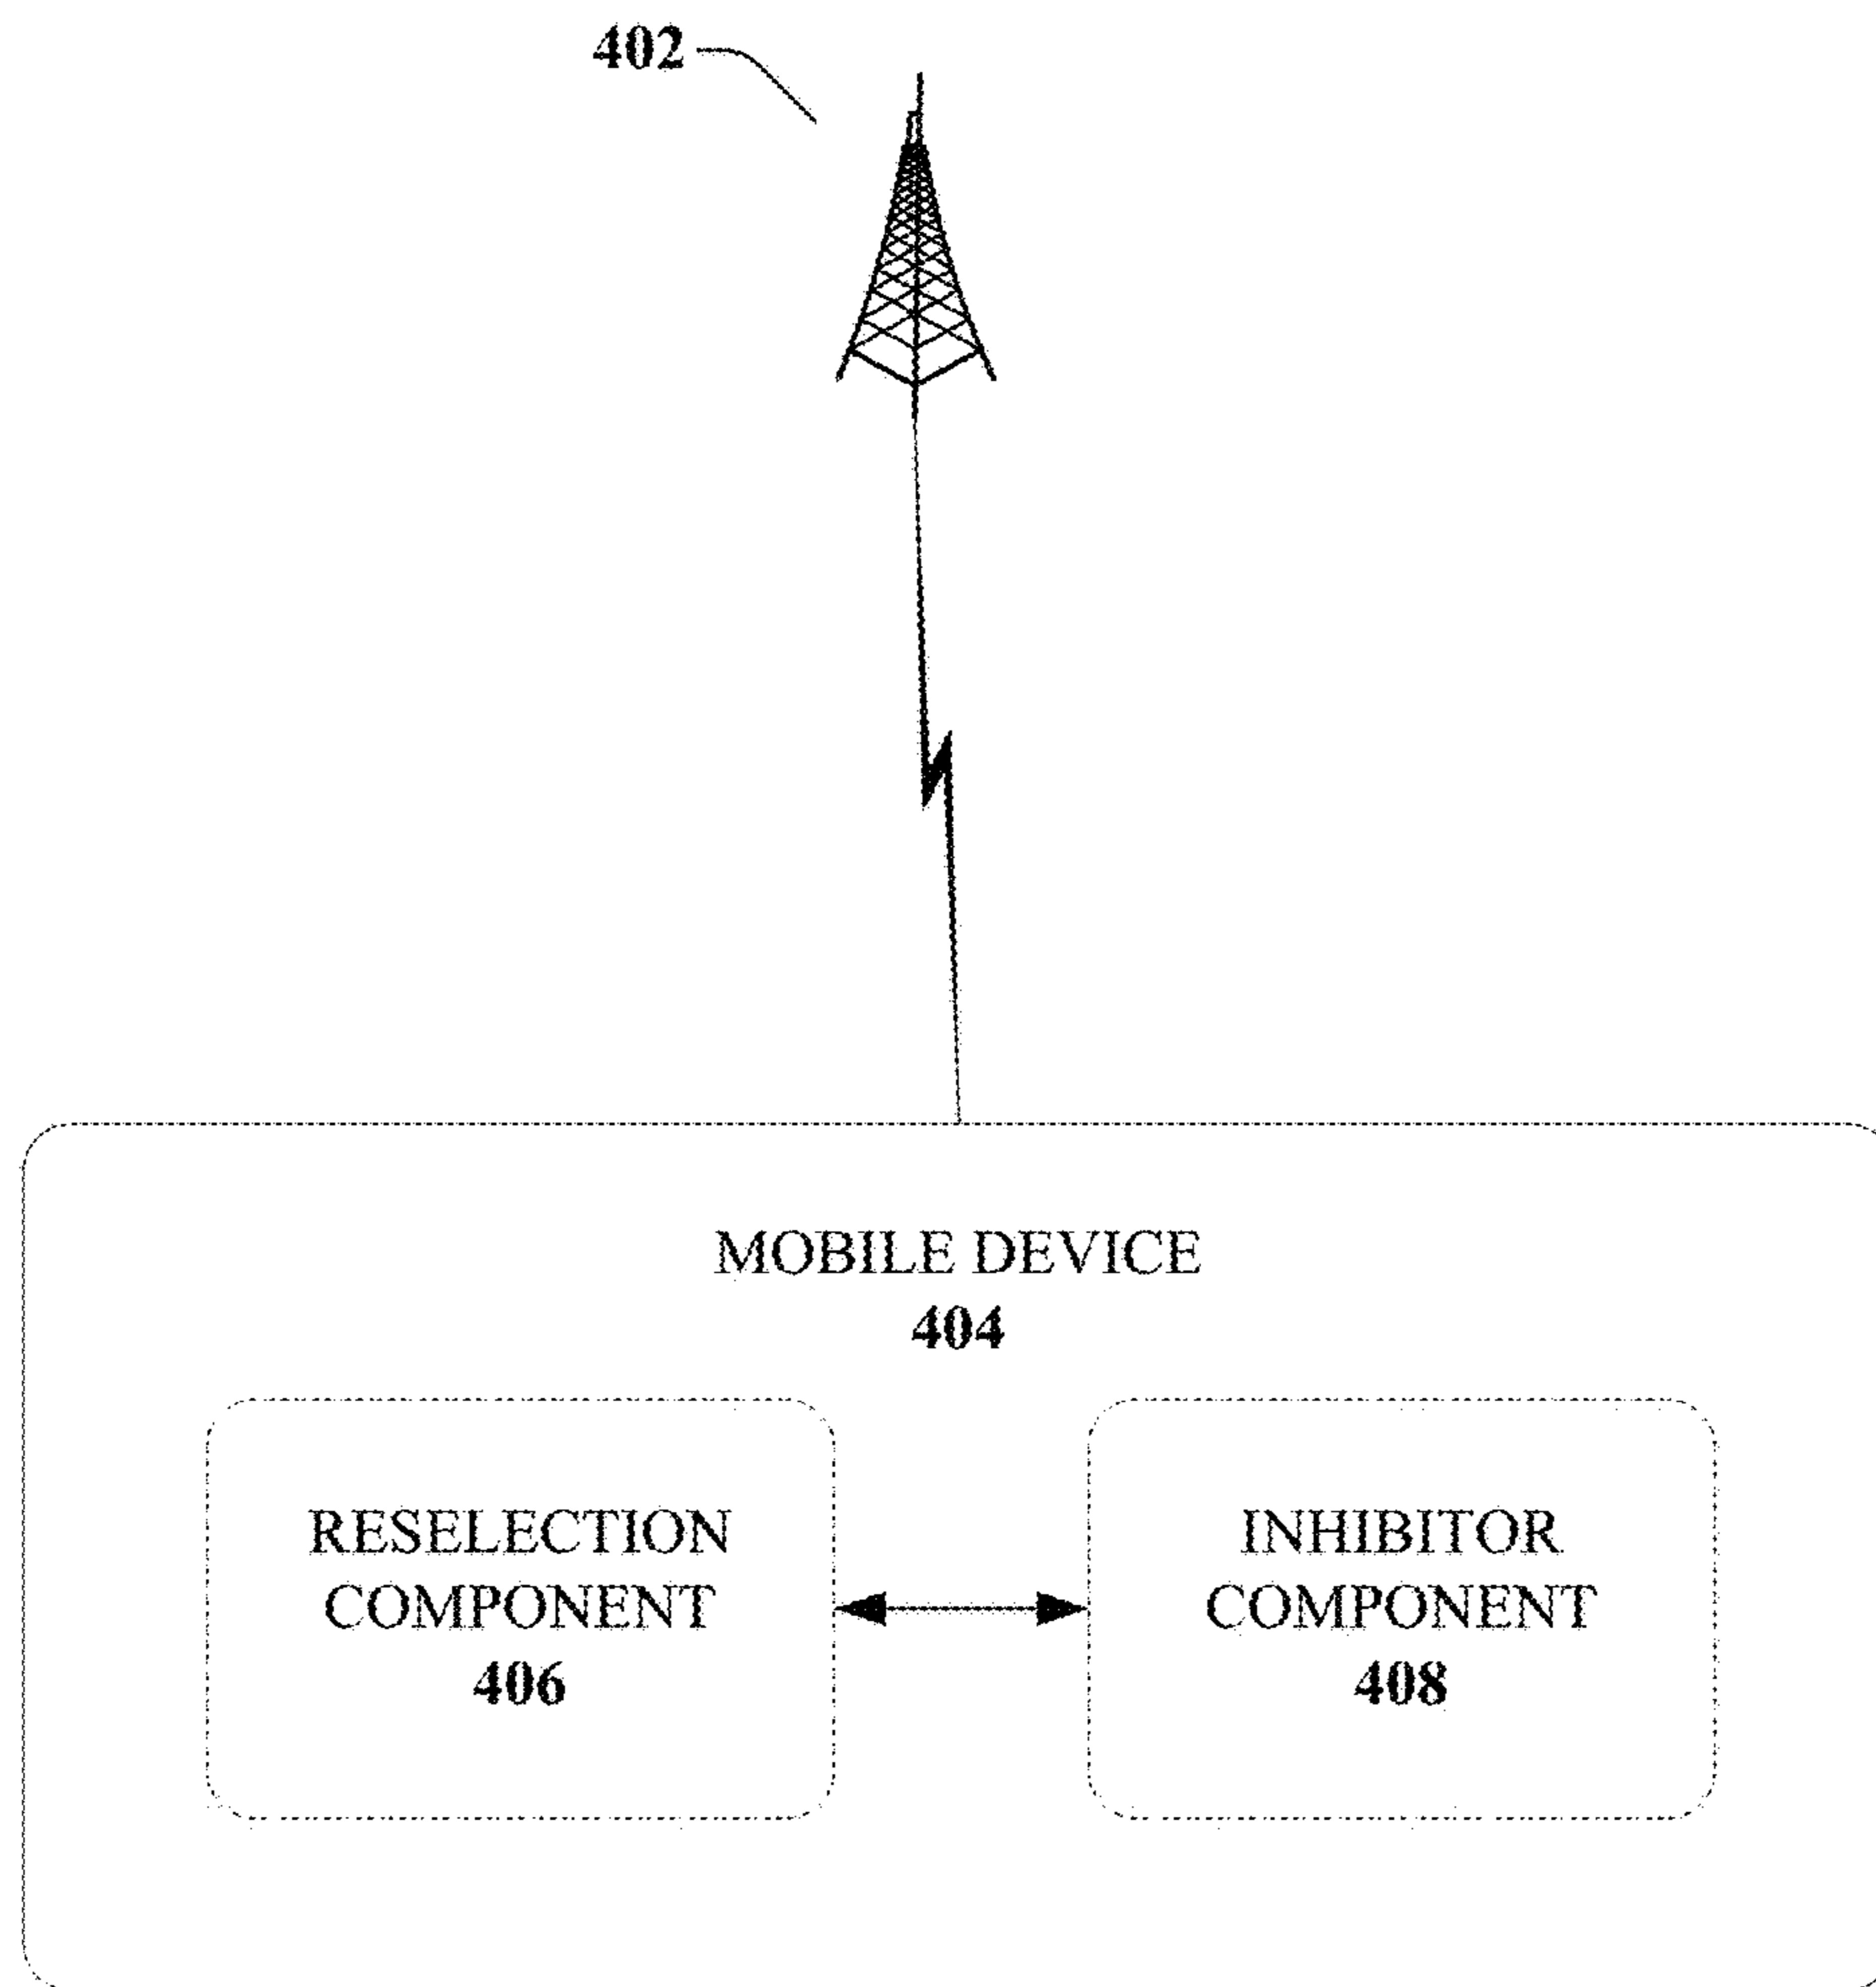 402
MOBILE DEVICE
404
RESELECTION
COMPONENT
406
INHIBITOR
COMPONENT
408